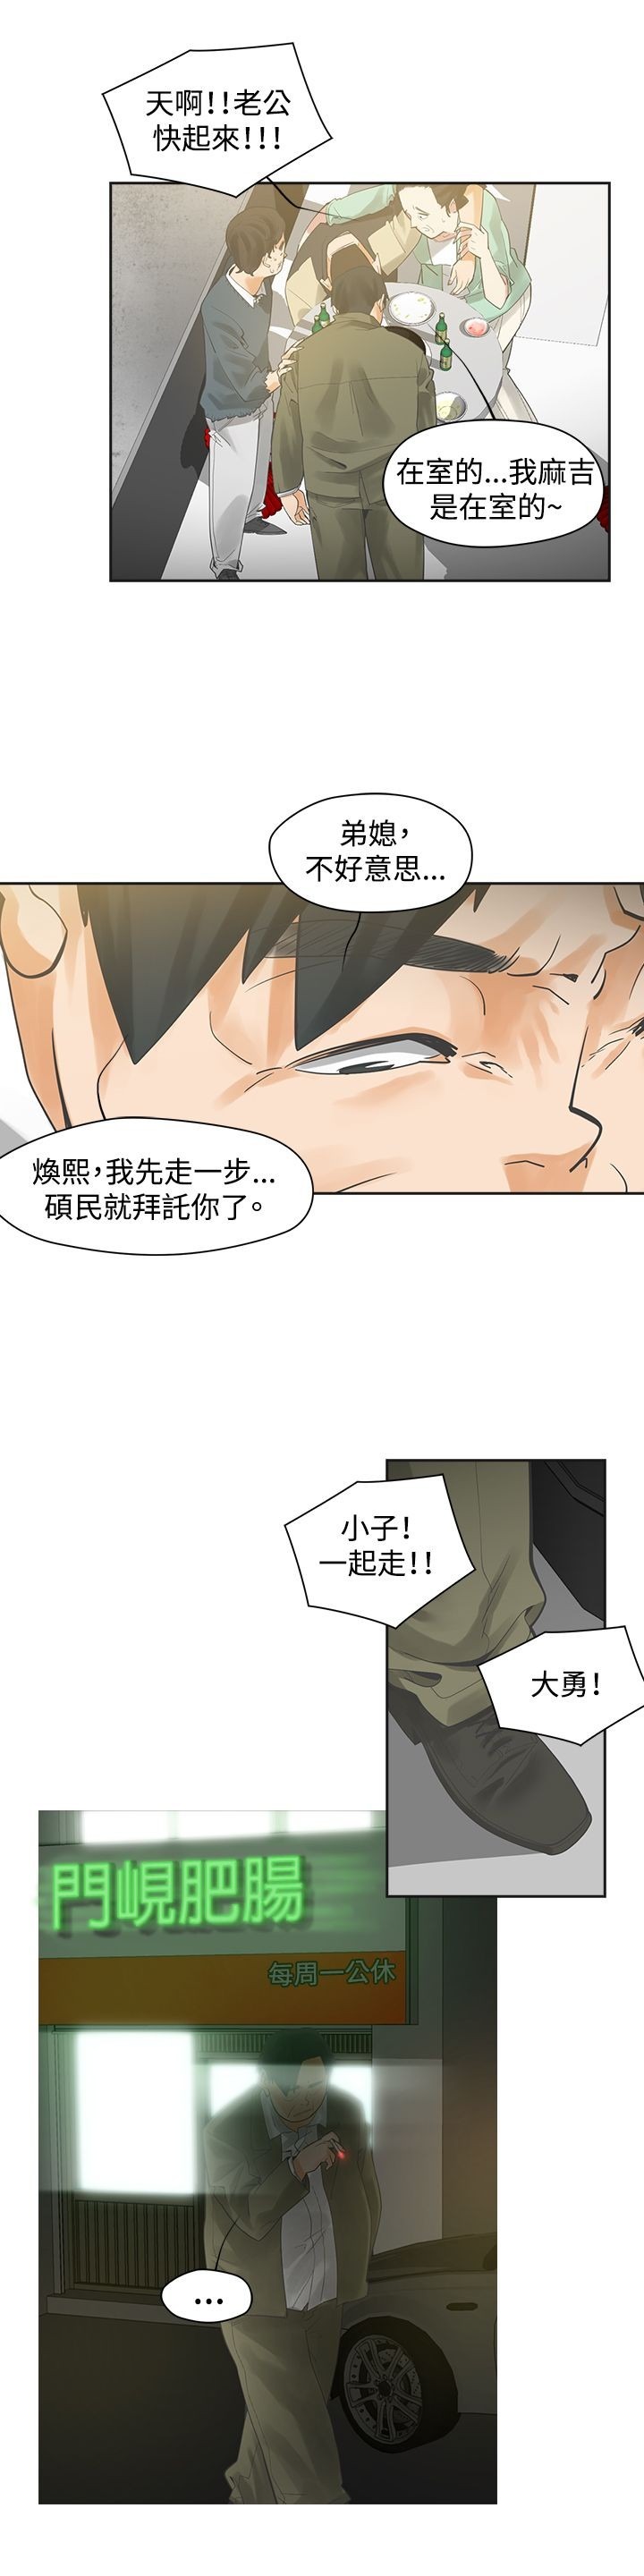 天啊!!老公
快起來!!!
在室的...我麻吉
是在室的~
弟媳,
不好意思...
煥熙,我先走一步...
碩民就拜託你了。
小子!
一起走!!
大勇!
門峴肥腸
每周一公休
...